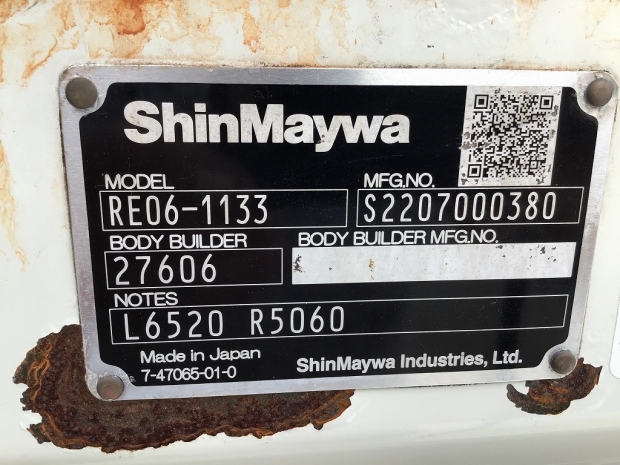 ShinMaywa
MODEL MFG.NO.
RE06-1133 S2207000380
BODY BUILDER BODY BUILDER MFG.NO.
27606
NOTES
L6520 R5060
Made in Japan
7-47065-01-0 ShinMaywa Industries, Ltd.